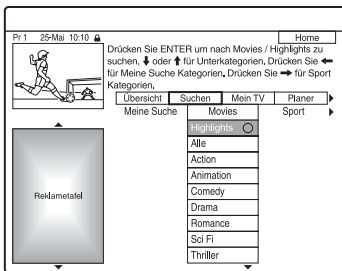 Pr 1 25-Mai 10:10
Home
Drücken Sie ENTER um nach Movies / Highlights zu
suchen, ⬇ oder ⬆ für Unterkategorien. Drücken Sie ⬅
für Meine Suche Kategorien. Drücken Sie ➡ für Sport
Kategorien.
Übersicht Suchen Mein TV Planer
Meine Suche Movies Sport
Highlights
Alle
Action
Animation
Comedy
Drama
Romance
Sci Fi
Thriller
Reklametafel